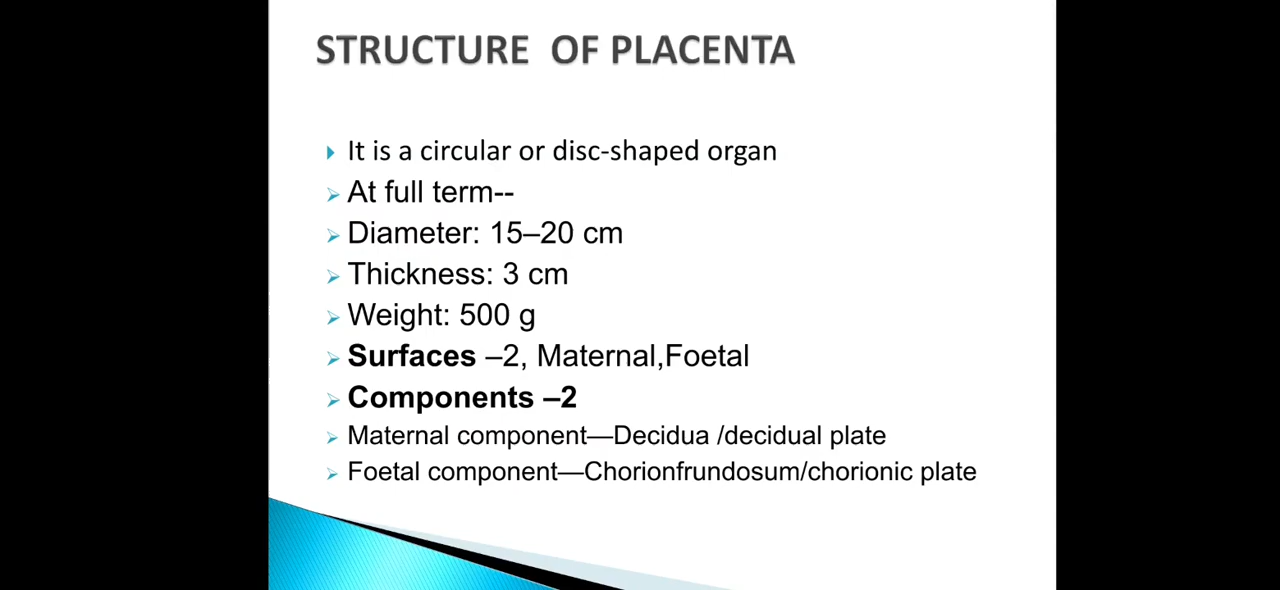 STRUCTURE OF PLACENTA
It is a circular or disc-shaped organ
At full term--
Diameter: 15–20 cm
Thickness: 3 cm
Weight: 500 g
Surfaces –2, Maternal,Foetal
Components –2
Maternal component—Decidua /decidual plate
Foetal component—Chorionfrundosum/chorionic plate